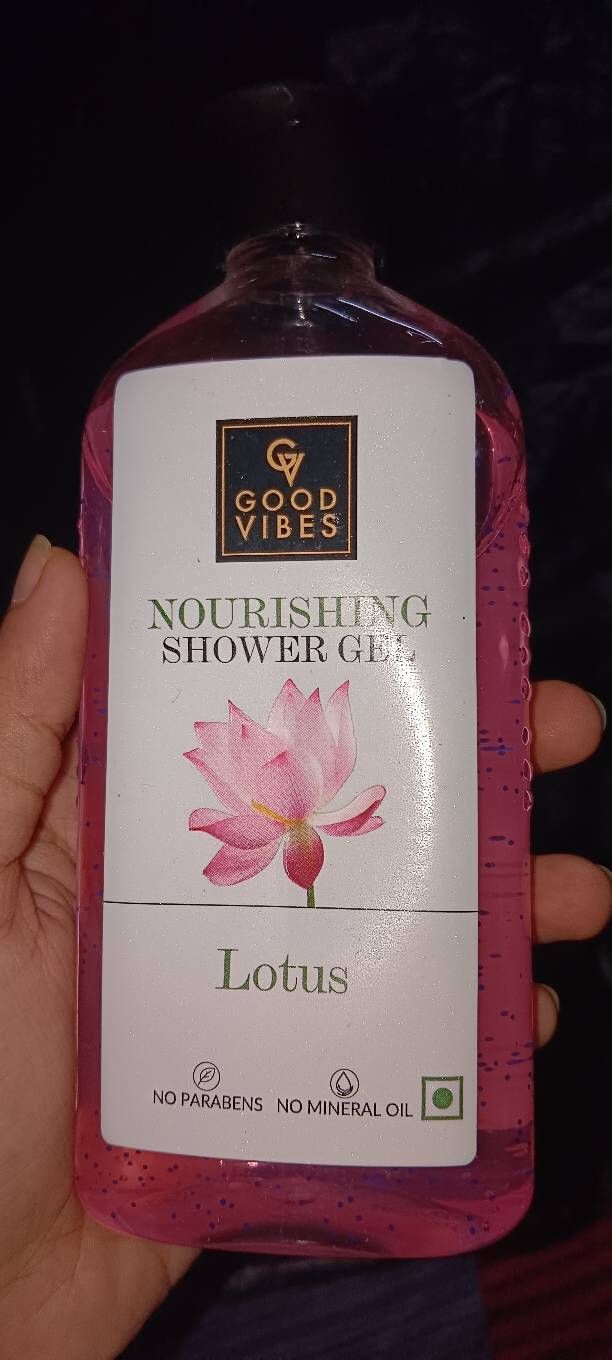 GV
GOOD
VIBES
NOURISHING
SHOWER GEL
Lotus
NO PARABENS NO MINERAL OIL